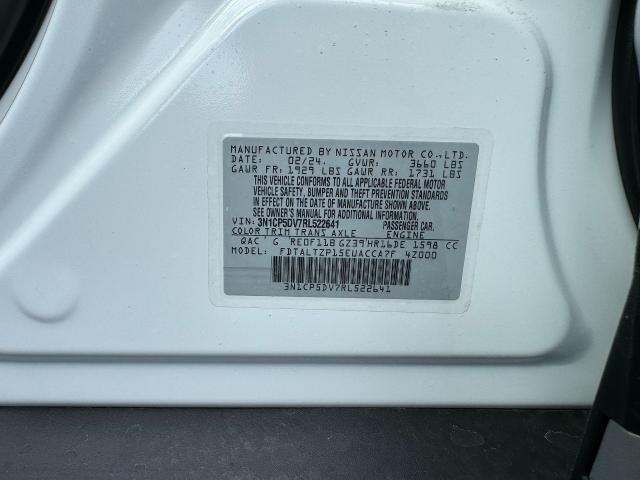 MANUFACTURED BY NISSAN MOTOR CO., LTD.
DATE: 02/24. GVWR: 3660 LBS
GAWR FR: 1929 LBS GAWR RR: 1731 LBS
THIS VEHICLE CONFORMS TO ALL APPLICABLE FEDERAL MOTOR
VEHICLE SAFETY, BUMPER, AND THEFT PREVENTION STANDARDS
IN EFFECT ON THE DATE OF MANUFACTURE SHOWN ABOVE.
SEE OWNER'S MANUAL FOR ADDITIONAL INFORMATION.
VIN: 3N1CP5DV7RL522641 PASSENGER CAR.
COLOR TRIM TRANS AXLE ENGINE
QAC G RE0F11B GZ39 HR16DE 1598 CC
MODEL: FDTALTZP15EUACCA7F 4Z000
3N1CP5DV7RL522641